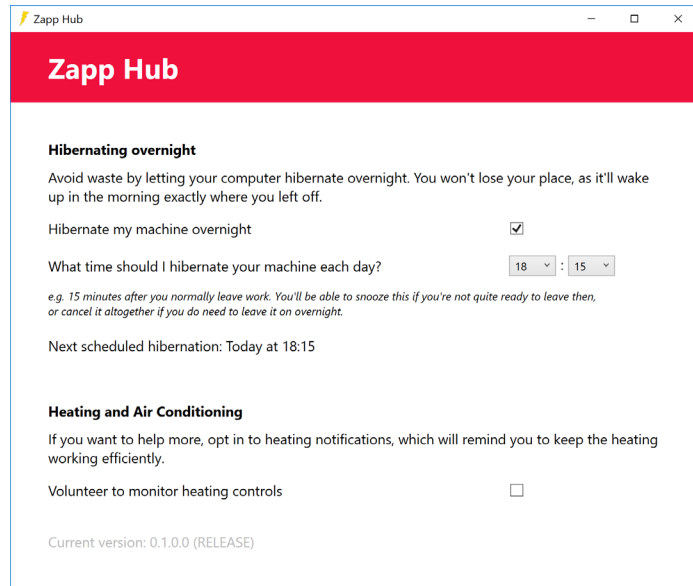 Zapp Hub
Zapp Hub
Hibernating overnight
Avoid waste by letting your computer hibernate overnight. You won't lose your place, as it'll wake
up in the morning exactly where you left off.
Hibernate my machine overnight
What time should I hibernate your machine each day? 18 : 15
e.g. 15 minutes after you normally leave work. You'll be able to snooze this if you're not quite ready to leave then,
or cancel it altogether if you do need to leave it on overnight.
Next scheduled hibernation: Today at 18:15
Heating and Air Conditioning
If you want to help more, opt in to heating notifications, which will remind you to keep the heating
working efficiently.
Volunteer to monitor heating controls
Current version: 0.1.0.0 (RELEASE)